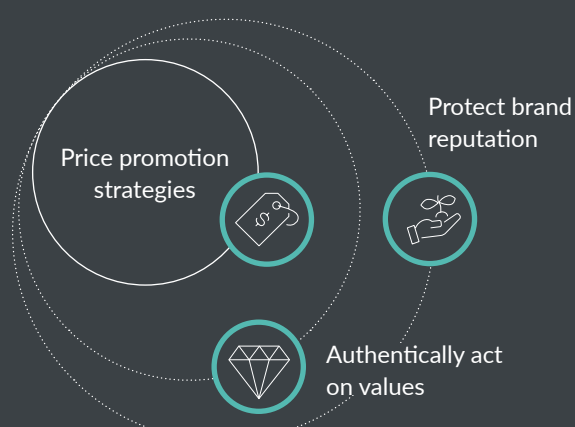 Price promotion
strategies
$
Protect brand
reputation
Authentically act
on values